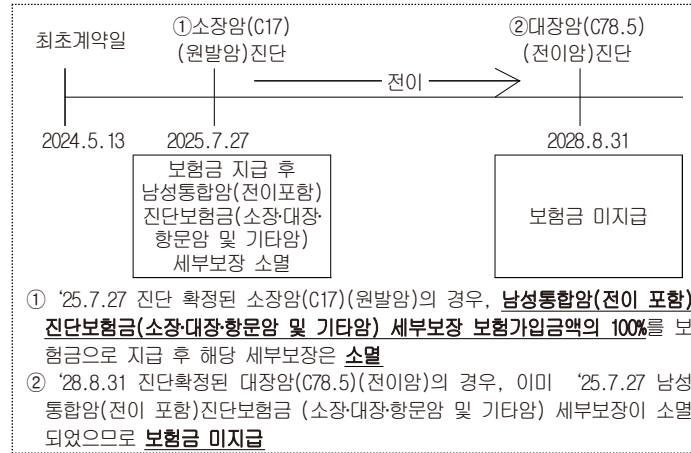 최초계약일
①소장암(C17)
(원발암)진단
②대장암(C78.5)
(전이암)진단
전이
2024.5.13
2025.7.27
2028.8.31
보험금 지급 후
남성통합암(전이포함)
진단보험금(소장·대장·
항문암 및 기타암)
세부보장 소멸
보험금 미지급
① ‘25.7.27 진단 확정된 소장암(C17)(원발암)의 경우, 남성통합암(전이 포함)
진단보험금(소장·대장·항문암 및 기타암) 세부보장 보험가입금액의 100%를 보
험금으로 지급 후 해당 세부보장은 소멸
② ‘28.8.31 진단확정된 대장암(C78.5)(전이암)의 경우, 이미 ‘25.7.27 남성
통합암(전이 포함)진단보험금 (소장·대장·항문암 및 기타암) 세부보장이 소멸
되었으므로 보험금 미지급